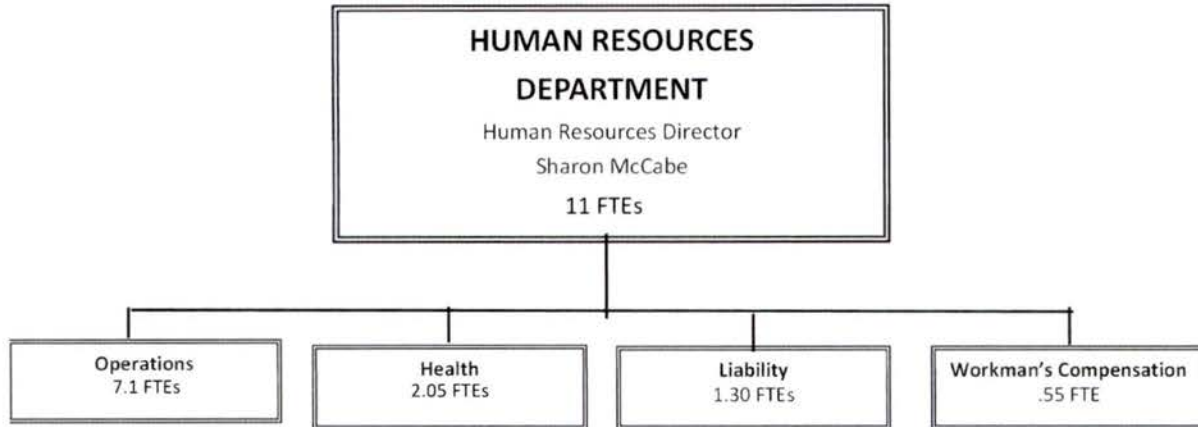 HUMAN RESOURCES
DEPARTMENT
Human Resources Director
Sharon McCabe
11 FTEs
Operations
7.1 FTEs
Health
2.05 FTEs
Liability
1.30 FTEs
Workman's Compensation
.55 FTE